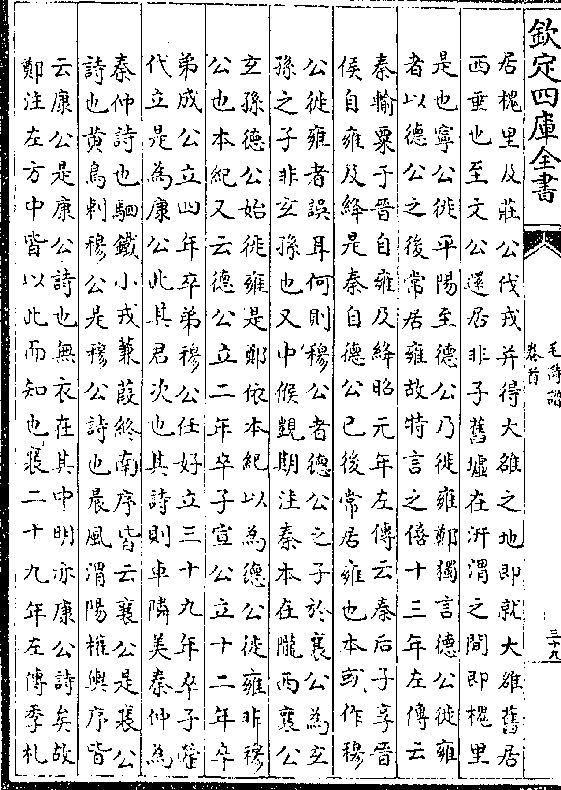 欽定四庫全書
毛詩譜
卷首
三十九
居槐里及莊公伐戎并得大雒之地即就大雒舊居
西垂也至文公還居非子舊墟在汧渭之間即槐里
是也寧公徙平陽至德公乃徙雍鄭獨言德公徙雍
者以德公之後常居雍故特言之僖十三年左傳云
秦輸粟于晉自雍及絳昭元年左傳云秦后子享晉
侯自雍及絳是秦自德公已後常居雍也本或作穆
公徙雍者誤耳何則穆公者德公之子於襄公為玄
孫之子非玄孫也又中候覬期注秦本在隴西襄公
玄孫德公始徙雍是鄭依本紀以為德公徙雍非穆
公也本紀又云德公立二年卒子宣公立十二年卒
弟成公立四年卒弟穆公任好立三十九年卒子罃
代立是為康公此其君次也其詩則車隣美秦仲為
秦仲詩也駟鐵小戎蒹葭終南序皆云襄公是襄公
詩也黄鳥刺穆公是穆公詩也晨風渭陽權輿序皆
云康公是康公詩也無衣在其中明亦康公詩矣故
鄭注左方中皆以此而知也襄二十九年左傳季札